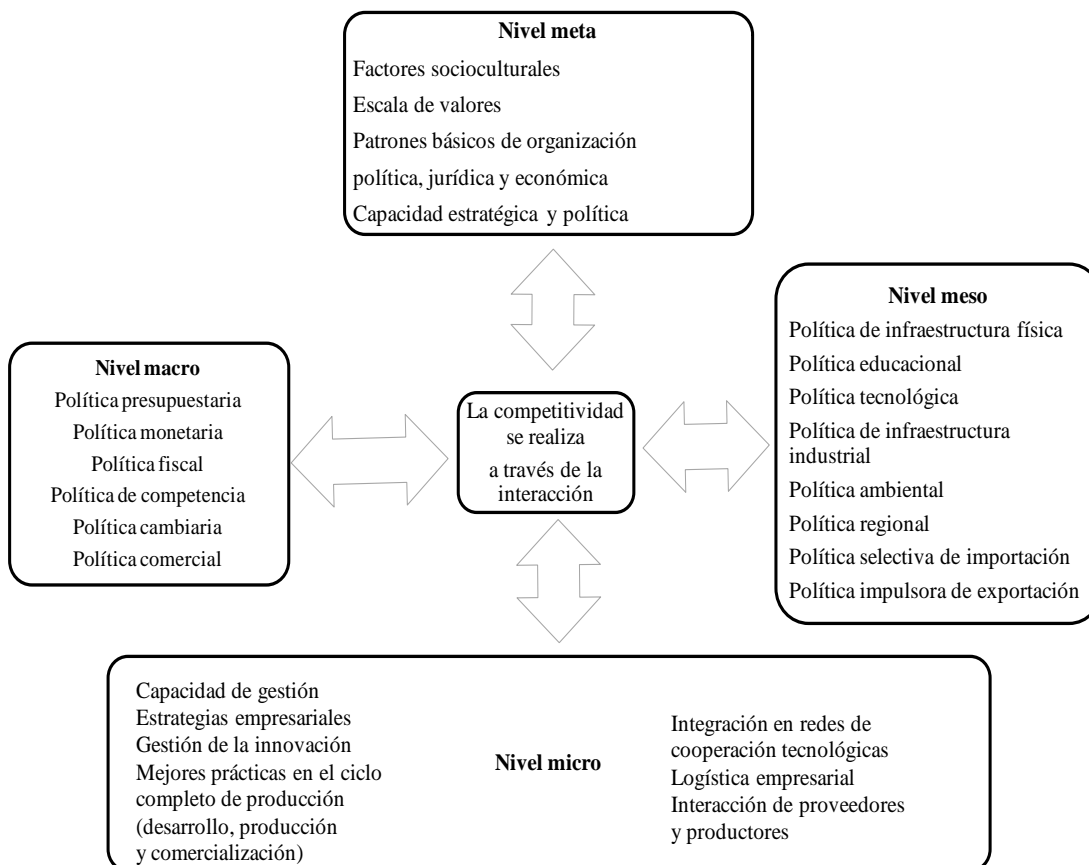 Nivel meta
Factores socioculturales
Escala de valores
Patrones básicos de organización
política, jurídica y económica
Capacidad estratégica y política
Nivel macro
Política presupuestaria
Política monetaria
Política fiscal
Política de competencia
Política cambiaria
Política comercial
La competitividad
se realiza
a través de la
interacción
Nivel meso
Política de infraestructura física
Política educacional
Política tecnológica
Política de infraestructura
industrial
Política ambiental
Política regional
Política selectiva de importación
Política impulsora de exportación
Capacidad de gestión
Estrategias empresariales
Gestión de la innovación
Mejores prácticas en el ciclo
completo de producción
(desarrollo, producción
y comercialización)
Nivel micro
Integración en redes de
cooperación tecnológicas
Logística empresarial
Interacción de proveedores
y productores